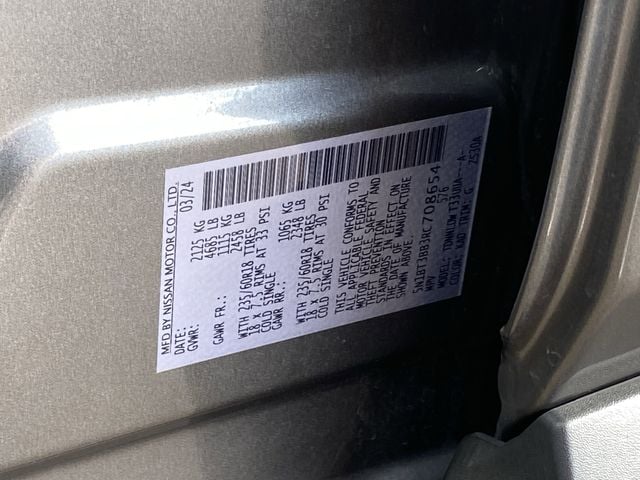 MFD BY NISSAN MOTOR CO., LTD.
DATE: 03/24
GVWR: 2125 KG
4685 LB
GAWR FR.: 1115 KG
2458 LB
WITH 235/60R18 TIRES
18 X 7.5 RIMS AT 33 PSI
COLD SINGLE
GAWR RR.: 1065 KG
2348 LB
WITH 235/60R18 TIRES
18 X 7.5 RIMS AT 30 PSI
COLD SINGLE
THIS VEHICLE CONFORMS TO
ALL APPLICABLE FEDERAL
MOTOR VEHICLE SAFETY AND
THEFT PREVENTION
STANDARDS IN EFFECT ON
THE DATE OF MANUFACTURE
SHOWN ABOVE.
5N1BT3BB3RC 708654
MPV 576
MODEL: A-
COLOR: KAD TRIM: G ZS30A